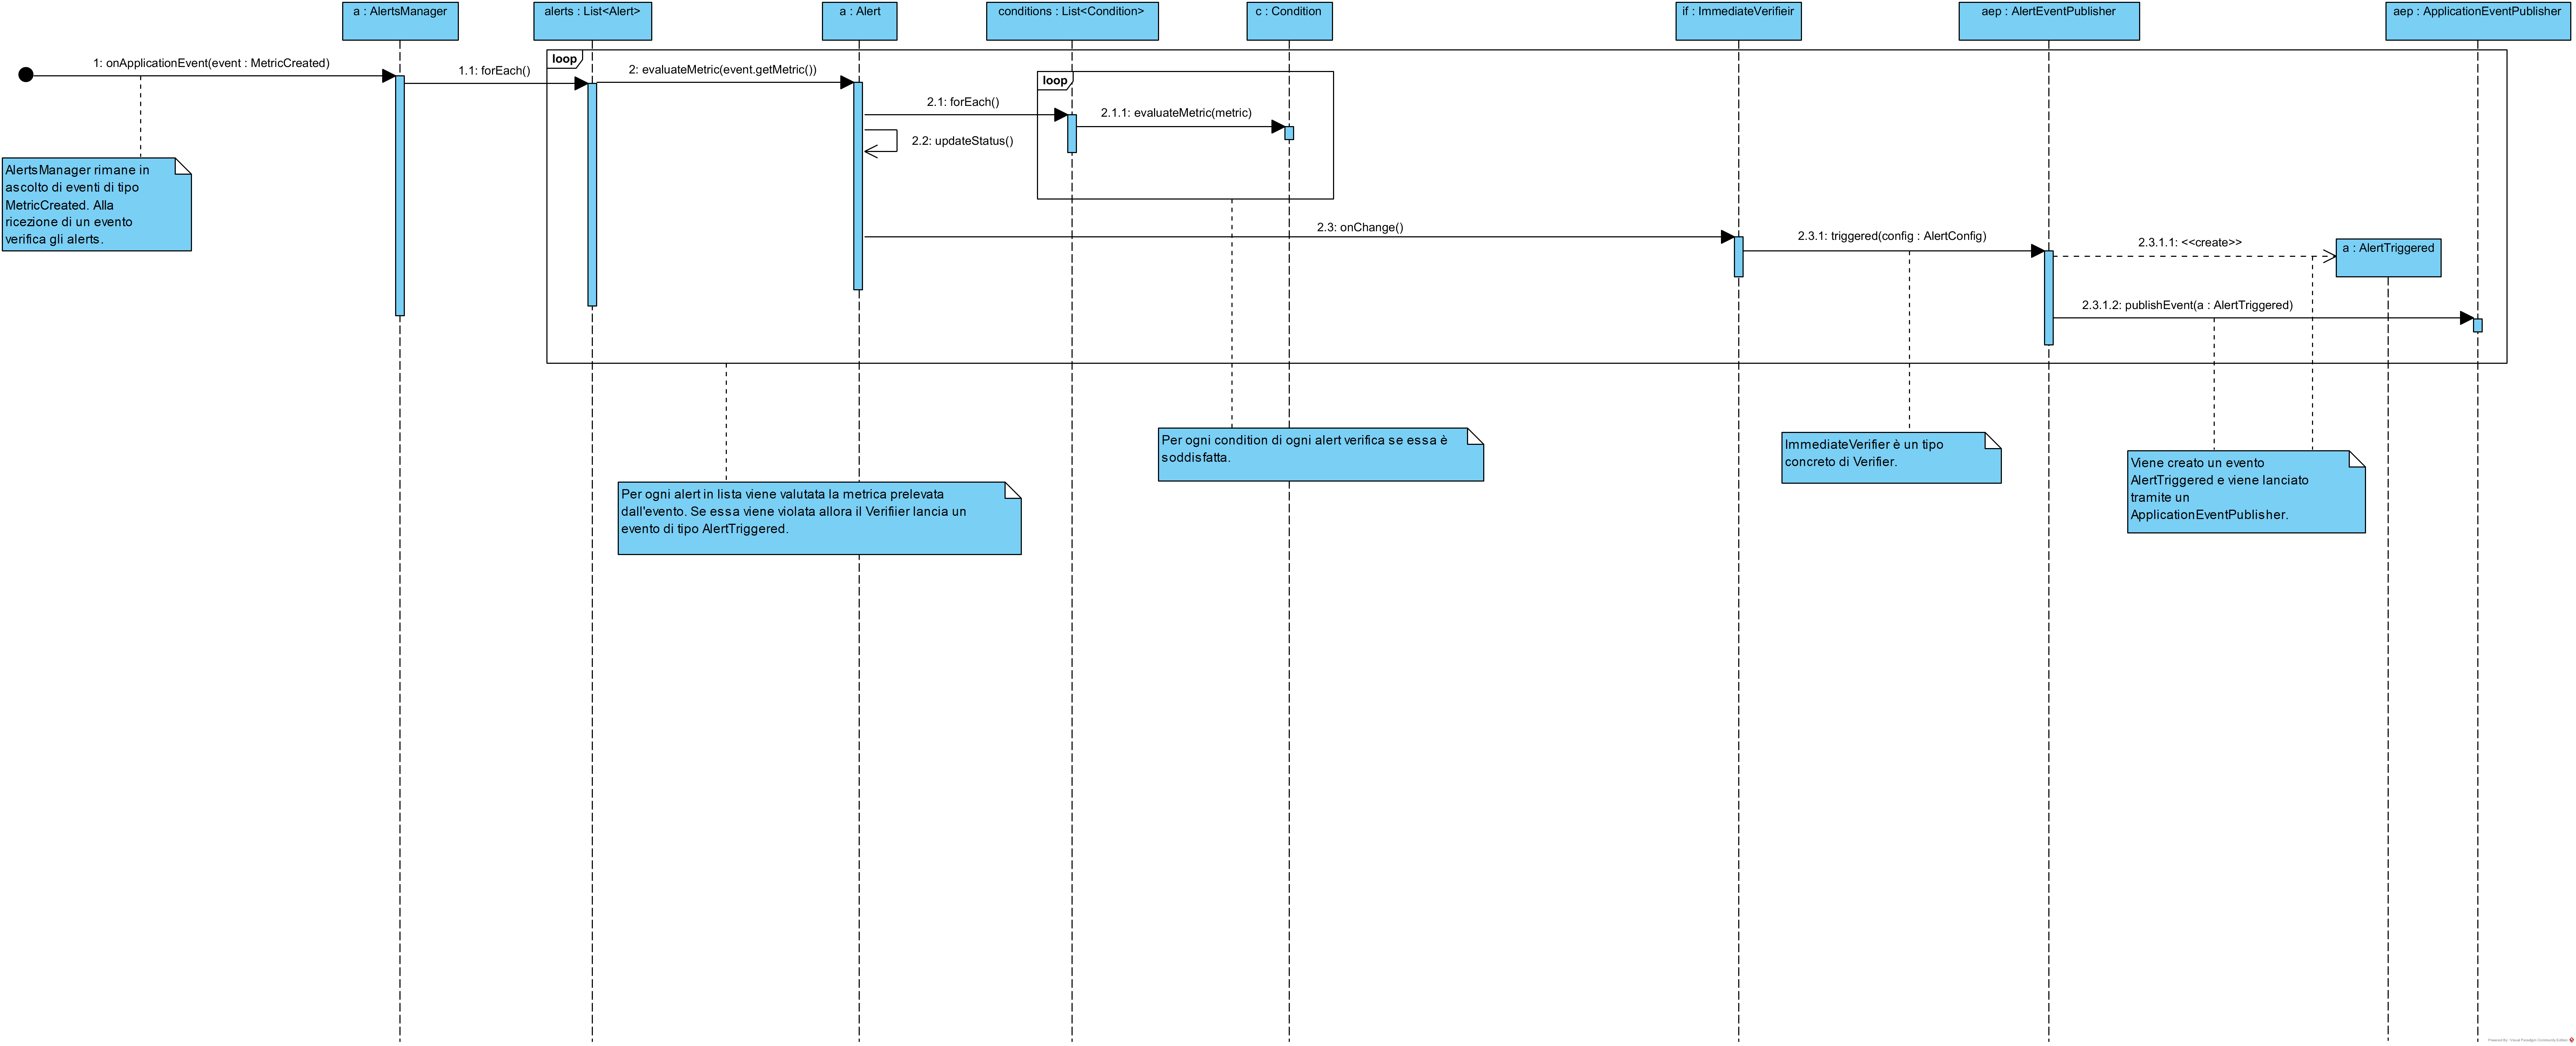 a : AlertsManager
alerts : List<Alert>
a : Alert
conditions : List<Condition>
c : Condition
if : ImmediateVerifieir
aep : AlertEventPublisher
aep : ApplicationEventPublisher
loop
1: onApplicationEvent(event : MetricCreated)
1.1: forEach()
2: evaluateMetric(event.getMetric())
loop
2.1: forEach()
2.1.1: evaluateMetric(metric)
2.2: updateStatus()
AlertsManager rimane in
ascolto di eventi di tipo
MetricCreated. Alla
ricezione di un evento
verifica gli alerts.
2.3: onChange()
2.3.1: triggered(config : AlertConfig)
2.3.1.1: <<create>>
a : AlertTriggered
2.3.1.2: publishEvent(a : AlertTriggered)
Per ogni condition di ogni alert verifica se essa è
soddisfatta.
ImmediateVerifier è un tipo
concreto di Verifier.
Viene creato un evento
AlertTriggered e viene lanciato
tramite un
ApplicationEventPublisher.
Per ogni alert in lista viene valutata la metrica prelevata
dall'evento. Se essa viene violata allora il Verifiier lancia un
evento di tipo AlertTriggered.
Powered By Visual Paradigm Community Edition